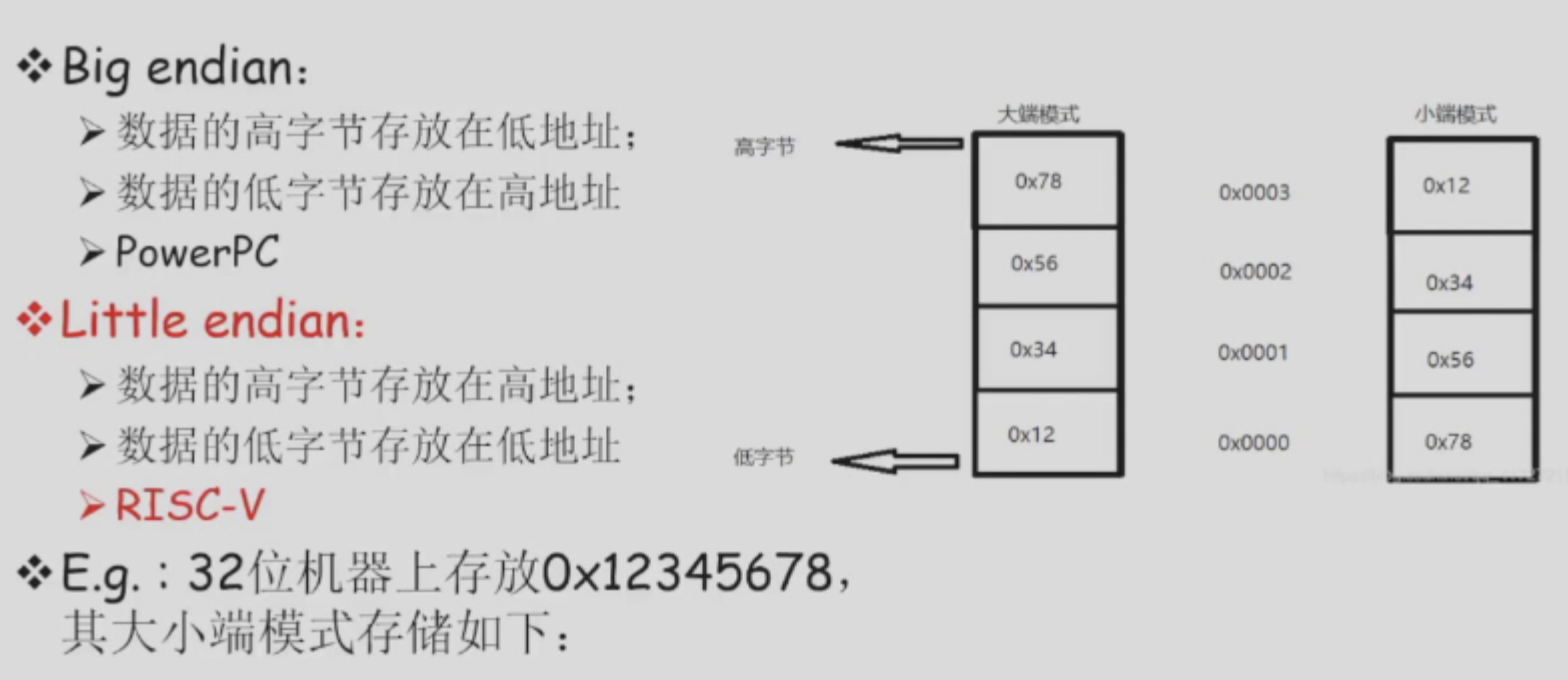 Big endian：
数据的高字节存放在低地址；
数据的低字节存放在高地址
PowerPC
Little endian：
数据的高字节存放在高地址；
数据的低字节存放在低地址
RISC-V
E.g.：32位机器上存放0x12345678，
其大小端模式存储如下：
大端模式
小端模式
高字节
0x78
0x0003
0x12
0x56
0x0002
0x34
0x34
0x0001
0x56
低字节
0x12
0x0000
0x78